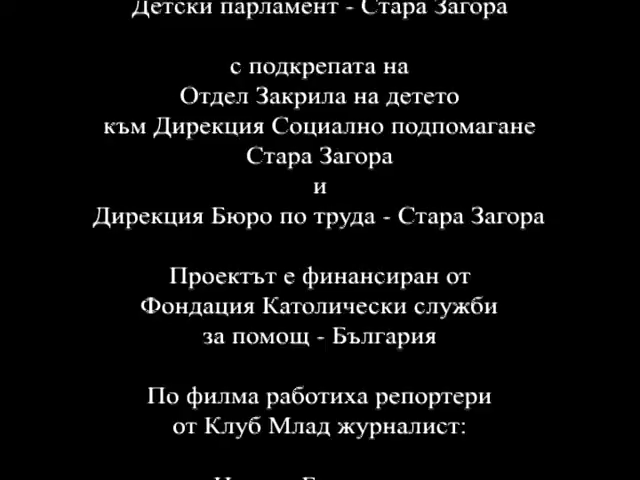 Детски парламент - Стара Загора
с подкрепата на
Отдел Закрила на детето
към Дирекция Социално подпомагане
Стара Загора
и
Дирекция Бюро по труда - Стара Загора
Проектът е финансиран от
Фондация Католически служби
за помощ - България
По филма работиха репортери
от Клуб Млад журналист: